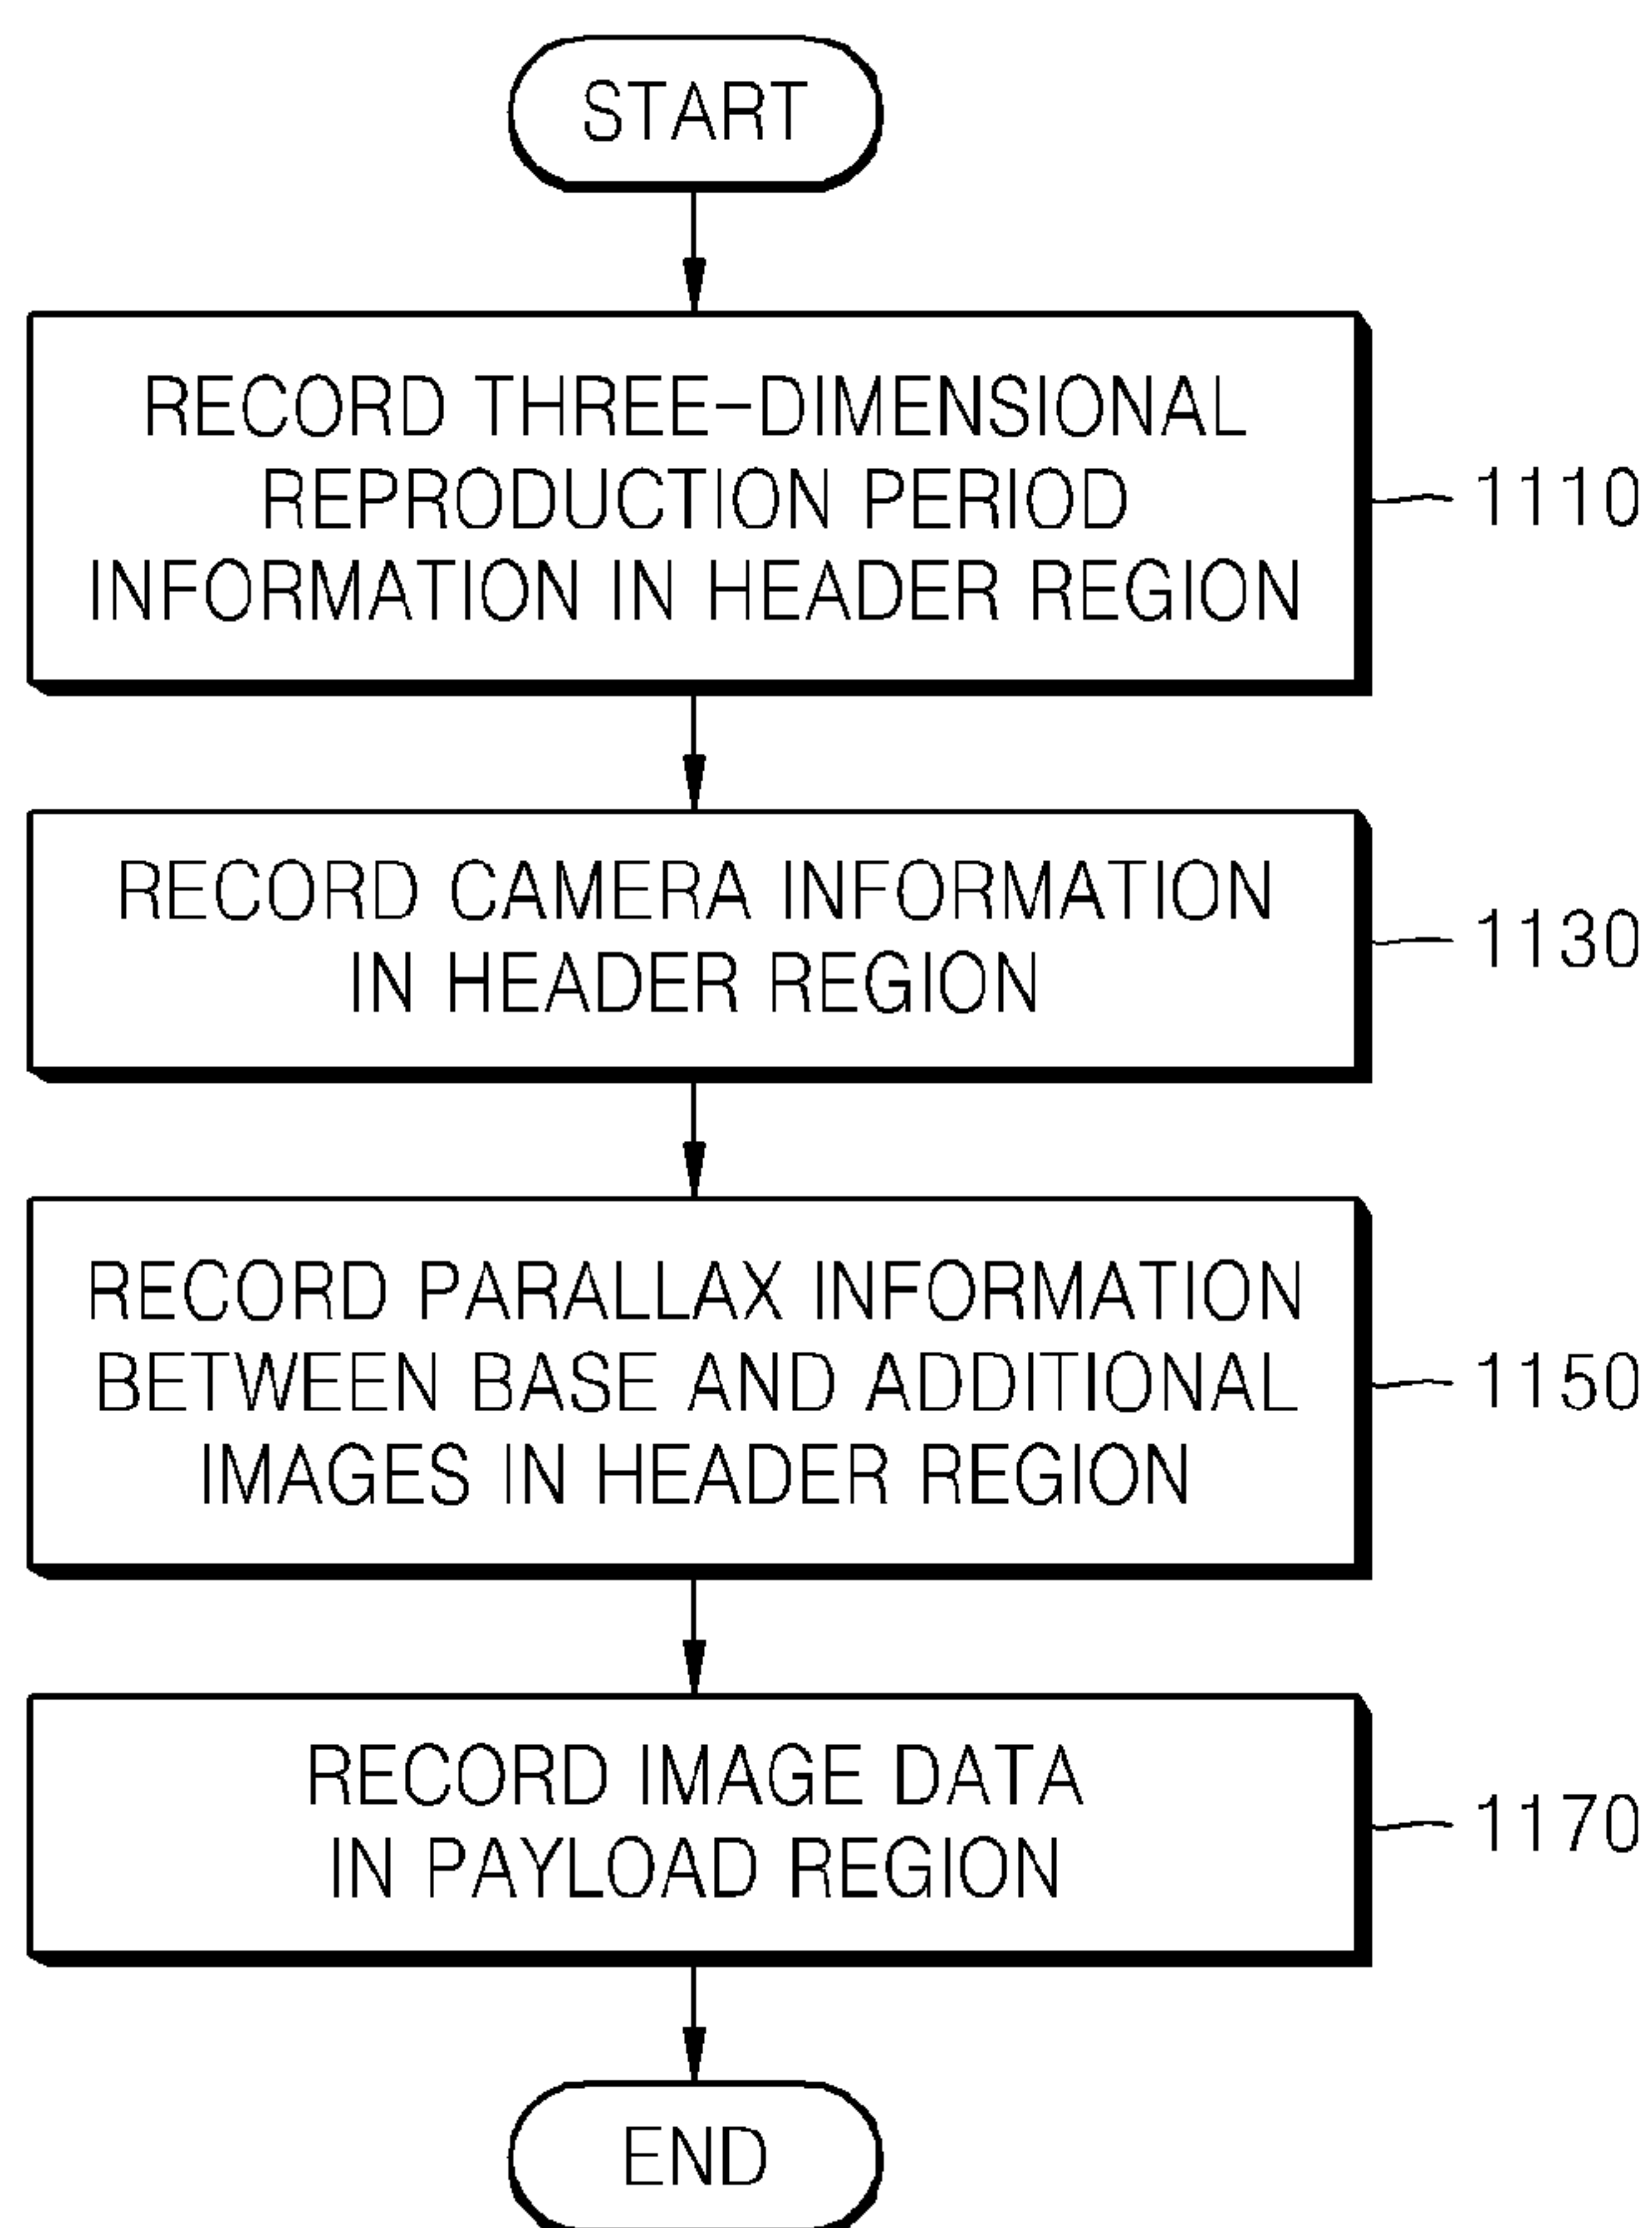 START
RECORD THREE-DIMENSIONAL
REPRODUCTION PERIOD
INFORMATION IN HEADER REGION
1110
RECORD CAMERA INFORMATION
IN HEADER REGION
1130
RECORD PARALLAX INFORMATION
BETWEEN BASE AND ADDITIONAL
IMAGES IN HEADER REGION
1150
RECORD IMAGE DATA
IN PAYLOAD REGION
1170
END